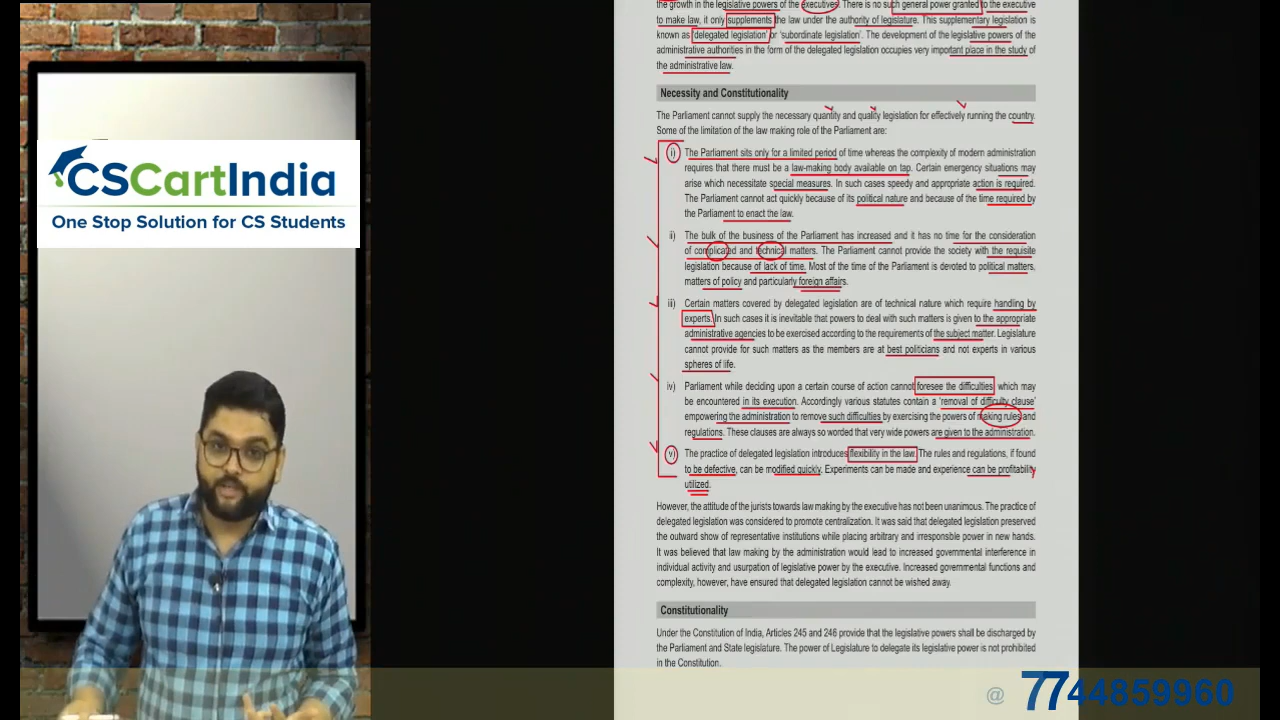 CSCartIndia
One Stop Solution for CS Students
the growth in the legislative powers of the executives. There is no such general power granted to the executive
to make law, it only supplements the law under the authority of legislature. This supplementary legislation is
known as 'delegated legislation' or 'subordinate legislation'. The development of the legislative powers of the
administrative authorities in the form of the delegated legislation occupies very important place in the study of
the administrative law.
Necessity and Constitutionality
The Parliament cannot supply the necessary quantity and quality legislation for effectively running the country.
Some of the limitation of the law making role of the Parliament are:
i) The Parliament sits only for a limited period of time whereas the complexity of modern administration
requires that there must be a law-making body available on tap. Certain emergency situations may
arise which necessitate special measures. In such cases speedy and appropriate action is required.
The Parliament cannot act quickly because of its political nature and because of the time required by
the Parliament to enact the law.
ii) The bulk of the business of the Parliament has increased and it has no time for the consideration
of complicated and technical matters. The Parliament cannot provide the society with the requisite
legislation because of lack of time. Most of the time of the Parliament is devoted to political matters,
matters of policy and particularly foreign affairs.
iii) Certain matters covered by delegated legislation are of technical nature which require handling by
experts. In such cases it is inevitable that powers to deal with such matters is given to the appropriate
administrative agencies to be exercised according to the requirements of the subject matter. Legislature
cannot provide for such matters as the members are at best politicians and not experts in various
spheres of life.
iv) Parliament while deciding upon a certain course of action cannot foresee the difficulties which may
be encountered in its execution. Accordingly various statutes contain a 'removal of difficulty clause'
empowering the administration to remove such difficulties by exercising the powers of making rules and
regulations. These clauses are always so worded that very wide powers are given to the administration.
v) The practice of delegated legislation introduces flexibility in the law. The rules and regulations, if found
to be defective, can be modified quickly. Experiments can be made and experience can be profitability
utilized.
However, the attitude of the jurists towards law making by the executive has not been unanimous. The practice of
delegated legislation was considered to promote centralization. It was said that delegated legislation preserved
the outward show of representative institutions while placing arbitrary and irresponsible power in new hands.
It was believed that law making by the administration would lead to increased governmental interference in
individual activity and usurpation of legislative power by the executive. Increased governmental functions and
complexity, however, have ensured that delegated legislation cannot be wished away.
Constitutionality
Under the Constitution of India, Articles 245 and 246 provide that the legislative powers shall be discharged by
the Parliament and State legislature. The power of Legislature to delegate its legislative power is not prohibited
in the Constitution.
@ 7744859960